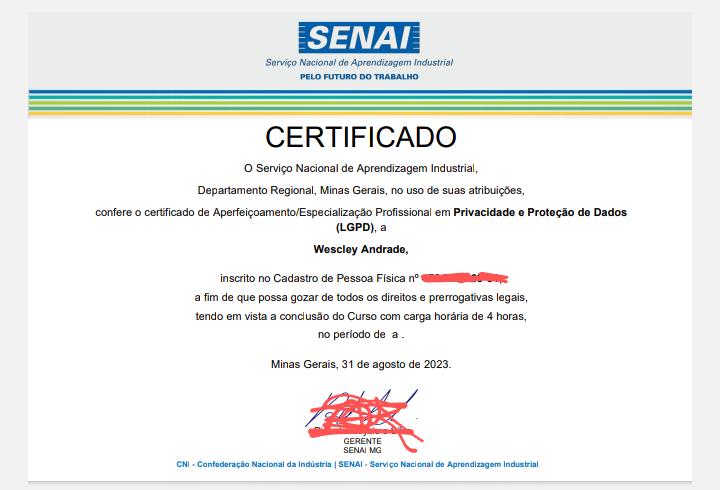 SENAI
Serviço Nacional de Aprendizagem Industrial
PELO FUTURO DO TRABALHO
CERTIFICADO
O Serviço Nacional de Aprendizagem Industrial,
Departamento Regional, Minas Gerais, no uso de suas atribuições,
confere o certificado de Aperfeiçoamento/Especialização Profissional em Privacidade e Proteção de Dados
(LGPD), a
Wescley Andrade,
inscrito no Cadastro de Pessoa Física nº
a fim de que possa gozar de todos os direitos e prerrogativas legais,
tendo em vista a conclusão do Curso com carga horária de 4 horas,
no período de a .
Minas Gerais, 31 de agosto de 2023.
GERENTE
SENAI MG
CNI - Confederação Nacional da Indústria | SENAI - Serviço Nacional de Aprendizagem Industrial